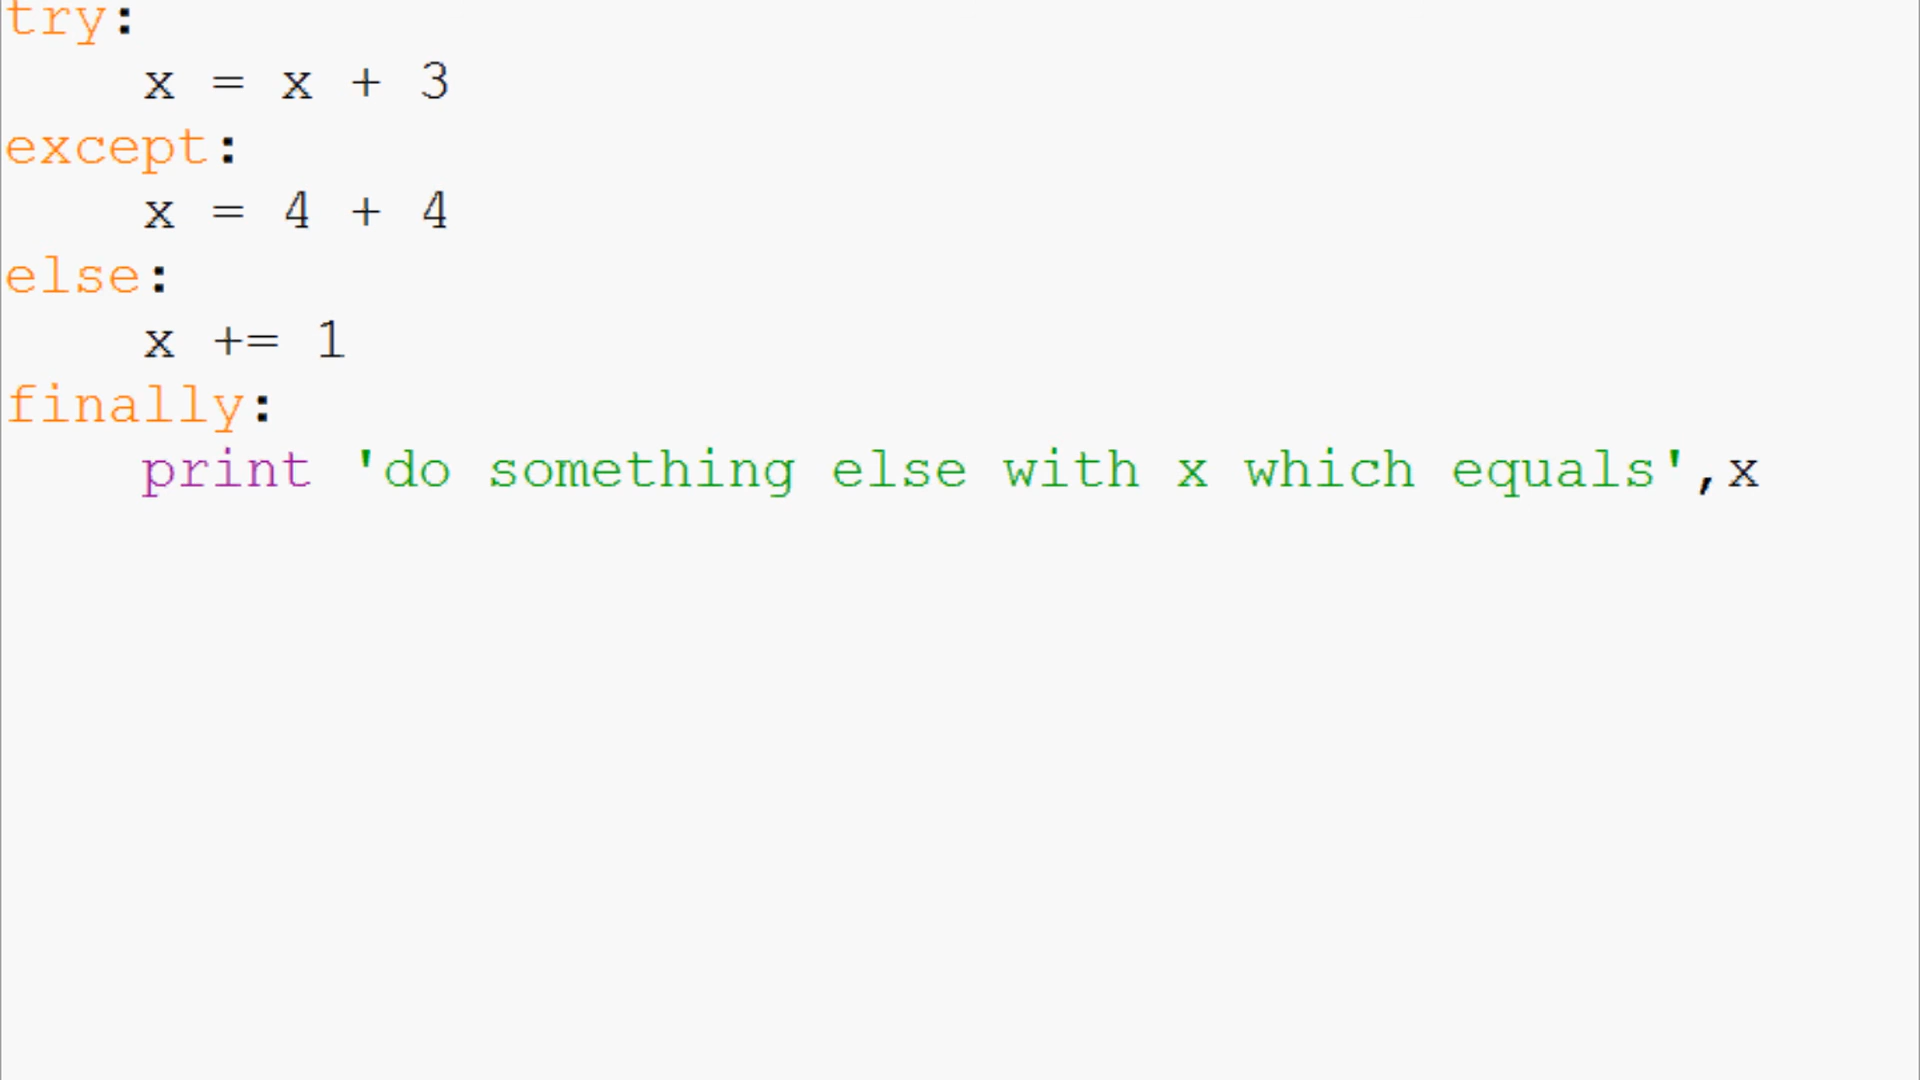 try:
    x = x + 3
except:
    x = 4 + 4
else:
    x += 1
finally:
    print 'do something else with x which equals',x